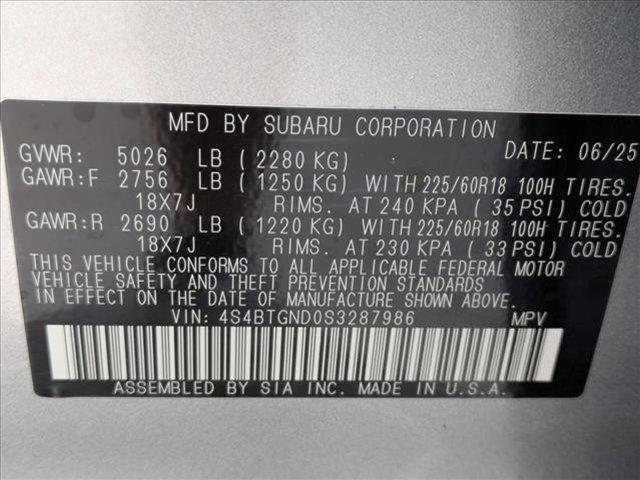 MFD BY SUBARU CORPORATION
GVWR: 5026 LB ( 2280 KG) DATE: 06/25
GAWR:F 2756 LB ( 1250 KG) WITH 225/60R18 100H TIRES.
18X7J RIMS. AT 240 KPA ( 35 PSI) COLD
GAWR:R 2690 LB ( 1220 KG) WITH 225/60R18 100H TIRES.
18X7J RIMS. AT 230 KPA ( 33 PSI) COLD
THIS VEHICLE CONFORMS TO ALL APPLICABLE FEDERAL MOTOR
VEHICLE SAFETY AND THEFT PREVENTION STANDARDS
IN EFFECT ON THE DATE OF MANUFACTURE SHOWN ABOVE.
VIN: 4S4BTGND0S3287986 MPV
ASSEMBLED BY SIA INC. MADE IN U.S.A.